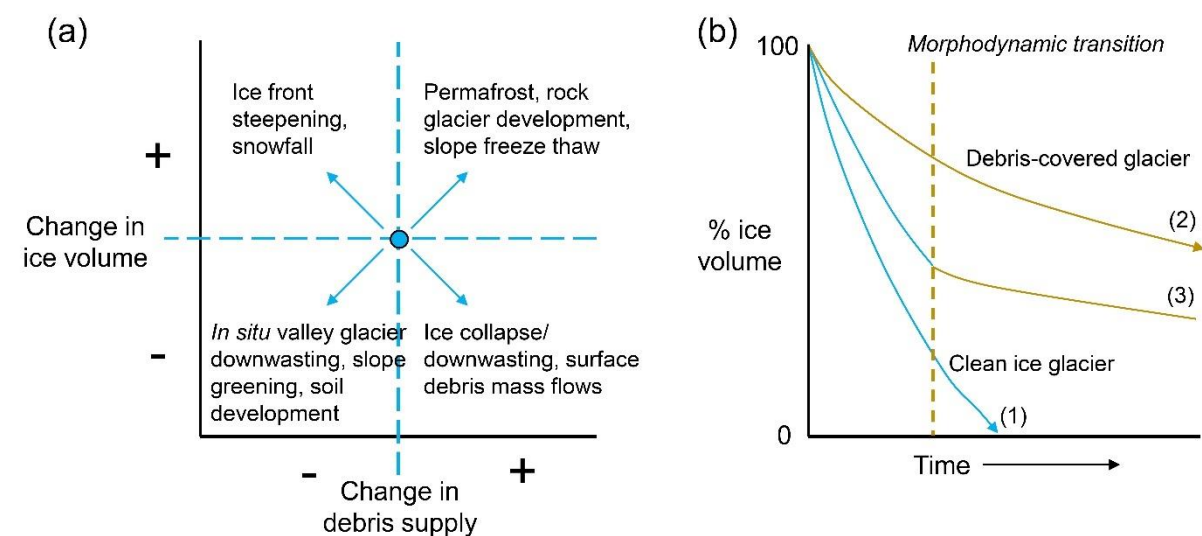 (a)
Ice front
steepening,
snowfall
Permafrost, rock
glacier development,
slope freeze thaw
+
Change in
ice volume
-
In situ valley glacier
downwasting, slope
greening, soil
development
Ice collapse/
downwasting, surface
debris mass flows
-
+
Change in
debris supply
(b)
Morphodynamic transition
100
Debris-covered glacier
(2)
% ice
volume
(3)
Clean ice glacier
(1)
0
Time